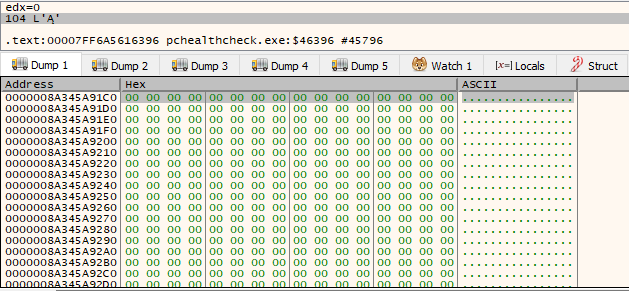 edx=0
104 L'Ą'
.text:00007FF6A5616396 pchealthcheck.exe:$46396 #45796
Dump 1 Dump 2 Dump 3 Dump 4 Dump 5 Watch 1 [x=] Locals Struct
Address Hex ASCII
0000008A345A91C0 00 00 00 00 00 00 00 00 00 00 00 00 00 00 00 00 ................
0000008A345A91D0 00 00 00 00 00 00 00 00 00 00 00 00 00 00 00 00 ................
0000008A345A91E0 00 00 00 00 00 00 00 00 00 00 00 00 00 00 00 00 ................
0000008A345A91F0 00 00 00 00 00 00 00 00 00 00 00 00 00 00 00 00 ................
0000008A345A9200 00 00 00 00 00 00 00 00 00 00 00 00 00 00 00 00 ................
0000008A345A9210 00 00 00 00 00 00 00 00 00 00 00 00 00 00 00 00 ................
0000008A345A9220 00 00 00 00 00 00 00 00 00 00 00 00 00 00 00 00 ................
0000008A345A9230 00 00 00 00 00 00 00 00 00 00 00 00 00 00 00 00 ................
0000008A345A9240 00 00 00 00 00 00 00 00 00 00 00 00 00 00 00 00 ................
0000008A345A9250 00 00 00 00 00 00 00 00 00 00 00 00 00 00 00 00 ................
0000008A345A9260 00 00 00 00 00 00 00 00 00 00 00 00 00 00 00 00 ................
0000008A345A9270 00 00 00 00 00 00 00 00 00 00 00 00 00 00 00 00 ................
0000008A345A9280 00 00 00 00 00 00 00 00 00 00 00 00 00 00 00 00 ................
0000008A345A9290 00 00 00 00 00 00 00 00 00 00 00 00 00 00 00 00 ................
0000008A345A92A0 00 00 00 00 00 00 00 00 00 00 00 00 00 00 00 00 ................
0000008A345A92B0 00 00 00 00 00 00 00 00 00 00 00 00 00 00 00 00 ................
0000008A345A92C0 00 00 00 00 00 00 00 00 00 00 00 00 00 00 00 00 ................
0000008A345A92D0 00 00 00 00 00 00 00 00 00 00 00 00 00 00 00 00 ................